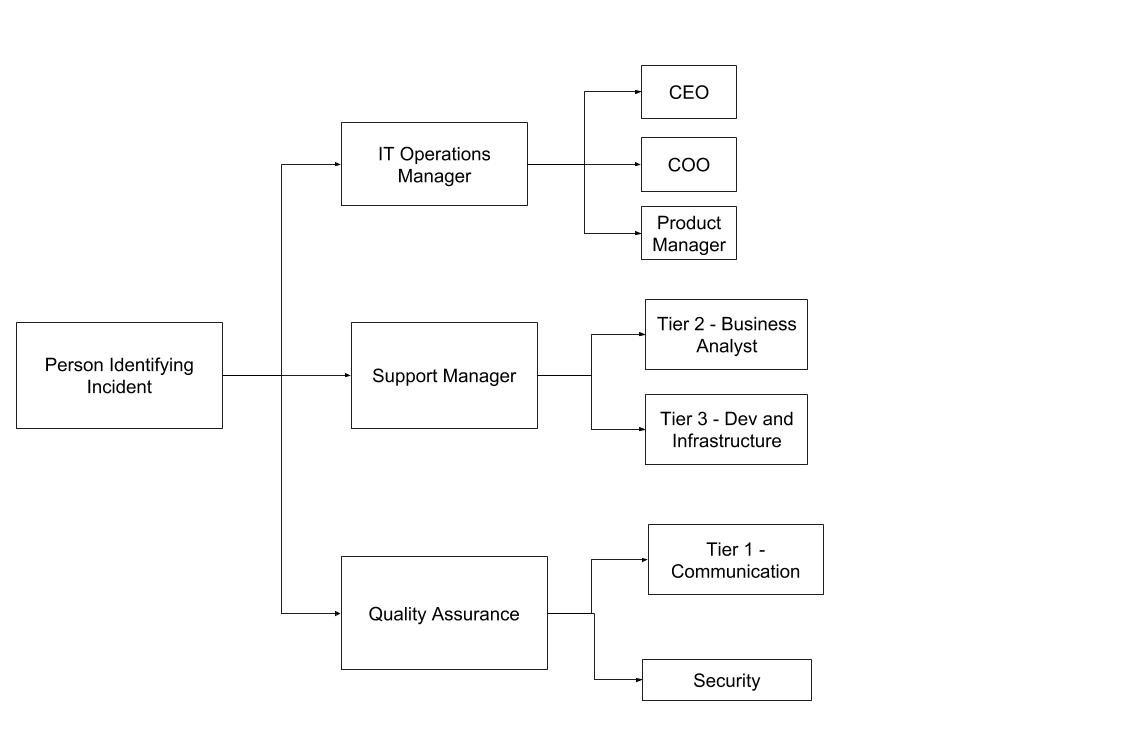 CEO
IT Operations
Manager
COO
Product
Manager
Tier 2 - Business
Analyst
Person Identifying
Incident
Support Manager
Tier 3 - Dev and
Infrastructure
Tier 1 -
Communication
Quality Assurance
Security